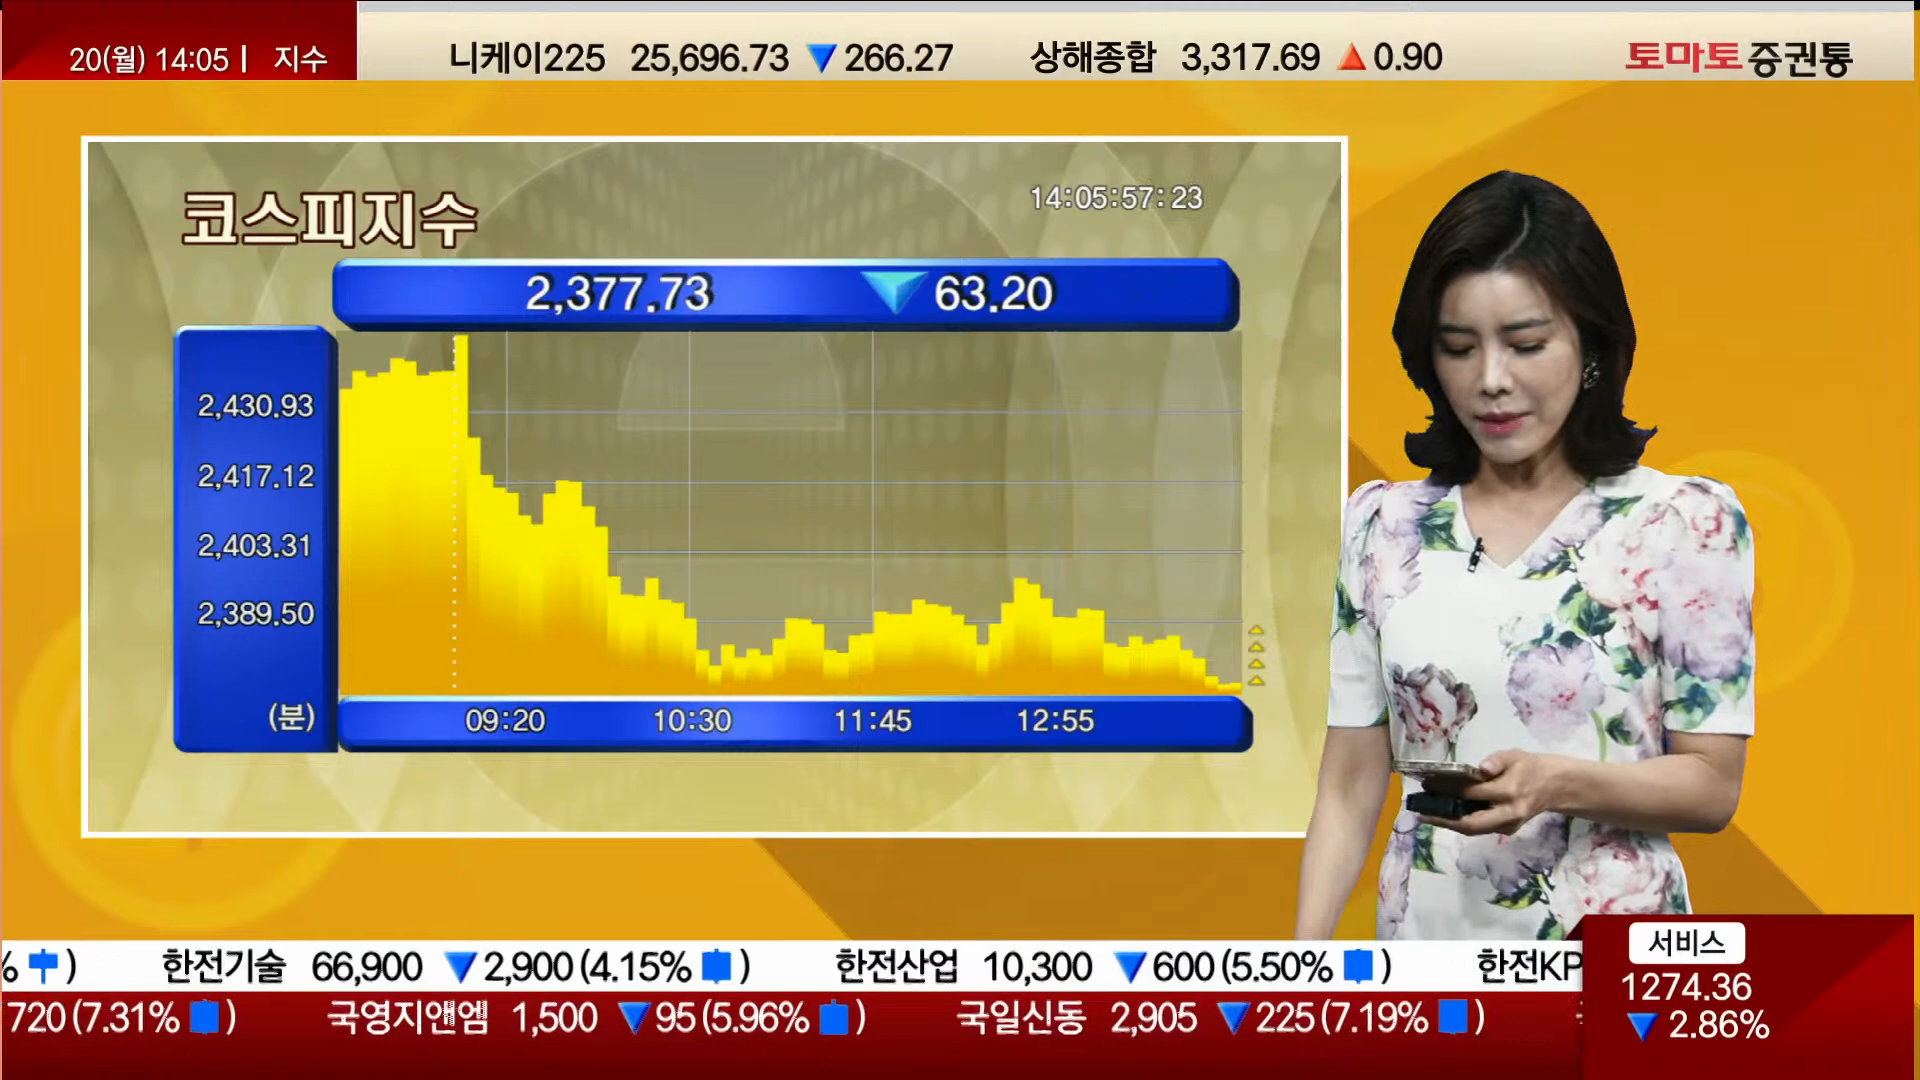 20(월) 14:05 | 지수
니케이225 25,696.73 ▼ 266.27 상해종합 3,317.69 ▲ 0.90
토마토증권통
코스피지수
14:05:57:23
2,377.73 ▼ 63.20
2,430.93
2,417.12
2,403.31
2,389.50
(분) 09:20 10:30 11:45 12:55
% ) 한전기술 66,900 ▼ 2,900 (4.15% ) 한전산업 10,300 ▼ 600 (5.50% ) 한전KP
720 (7.31% ) 국영지앤엠 1,500 ▼ 95 (5.96% ) 국일신동 2,905 ▼ 225 (7.19% )
서비스
1274.36
▼ 2.86%